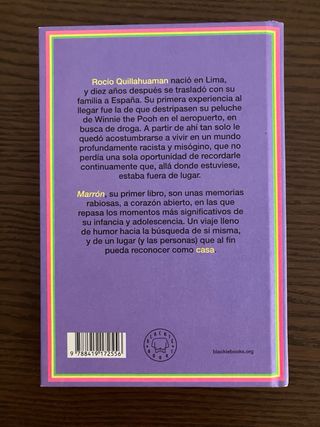 Rocío Quillahuaman nació en Lima,
y diez años después se trasladó con su
familia a España. Su primera experiencia al
llegar fue la de que destripasen su peluche
de Winnie the Pooh en el aeropuerto, en
busca de droga. A partir de ahí tan solo le
quedó acostumbrarse a vivir en un mundo
profundamente racista y misógino, que no
perdía una sola oportunidad de recordarle
continuamente que, allá donde estuviese,
estaba fuera de lugar.
Marrón, su primer libro, son unas memorias
rabiosas, a corazón abierto, en las que
repasa los momentos más significativos de
su infancia y adolescencia. Un viaje lleno
de humor hacia la búsqueda de sí misma,
y de un lugar (y las personas) que al fin
pueda reconocer como casa.
9 788419 172556
blackiebooks.org